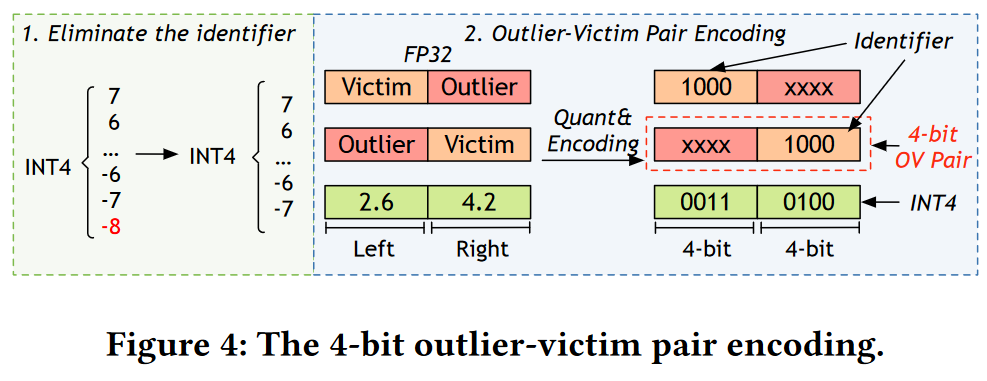 1. Eliminate the identifier
INT4
7
6
...
-6
-7
-8
INT4
7
6
...
-6
-7
2. Outlier-Victim Pair Encoding
FP32
Victim Outlier
Outlier Victim
2.6 4.2
Left Right
Quant&
Encoding
Identifier
1000 xxxx
xxxx 1000
0011 0100
4-bit 4-bit
4-bit
OV Pair
INT4
Figure 4: The 4-bit outlier-victim pair encoding.